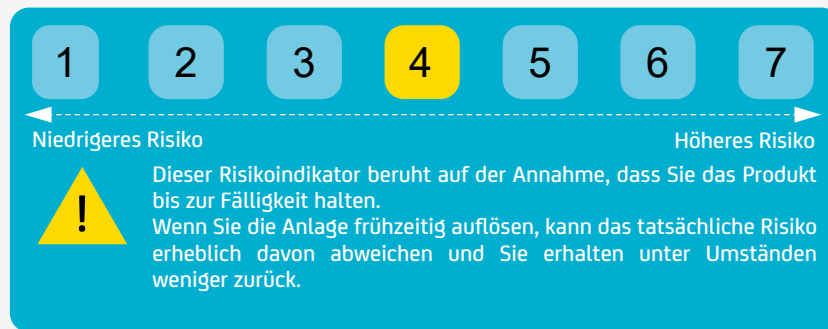 1 2 3 4 5 6 7
Niedrigeres Risiko Höheres Risiko
Dieser Risikoindikator beruht auf der Annahme, dass Sie das Produkt
bis zur Fälligkeit halten.
!
Wenn Sie die Anlage frühzeitig auflösen, kann das tatsächliche Risiko
erheblich davon abweichen und Sie erhalten unter Umständen
weniger zurück.